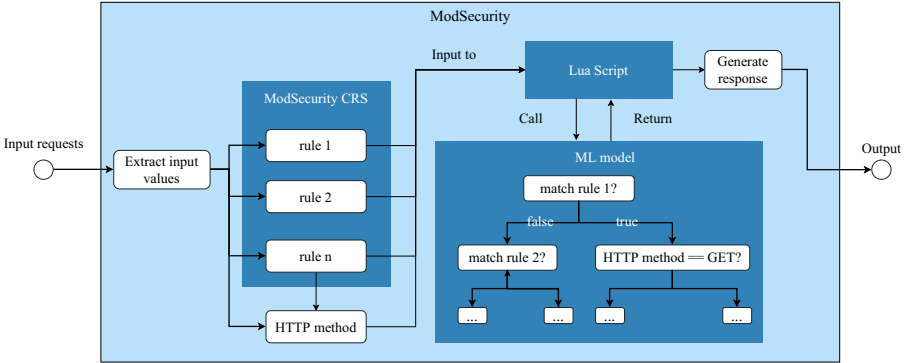 ModSecurity
Input requests
Extract input
values
ModSecurity CRS
rule 1
rule 2
rule n
HTTP method
Input to
Lua Script
Generate
response
Call
Return
ML model
match rule 1?
false
true
match rule 2?
HTTP method == GET?
...
...
...
...
Output